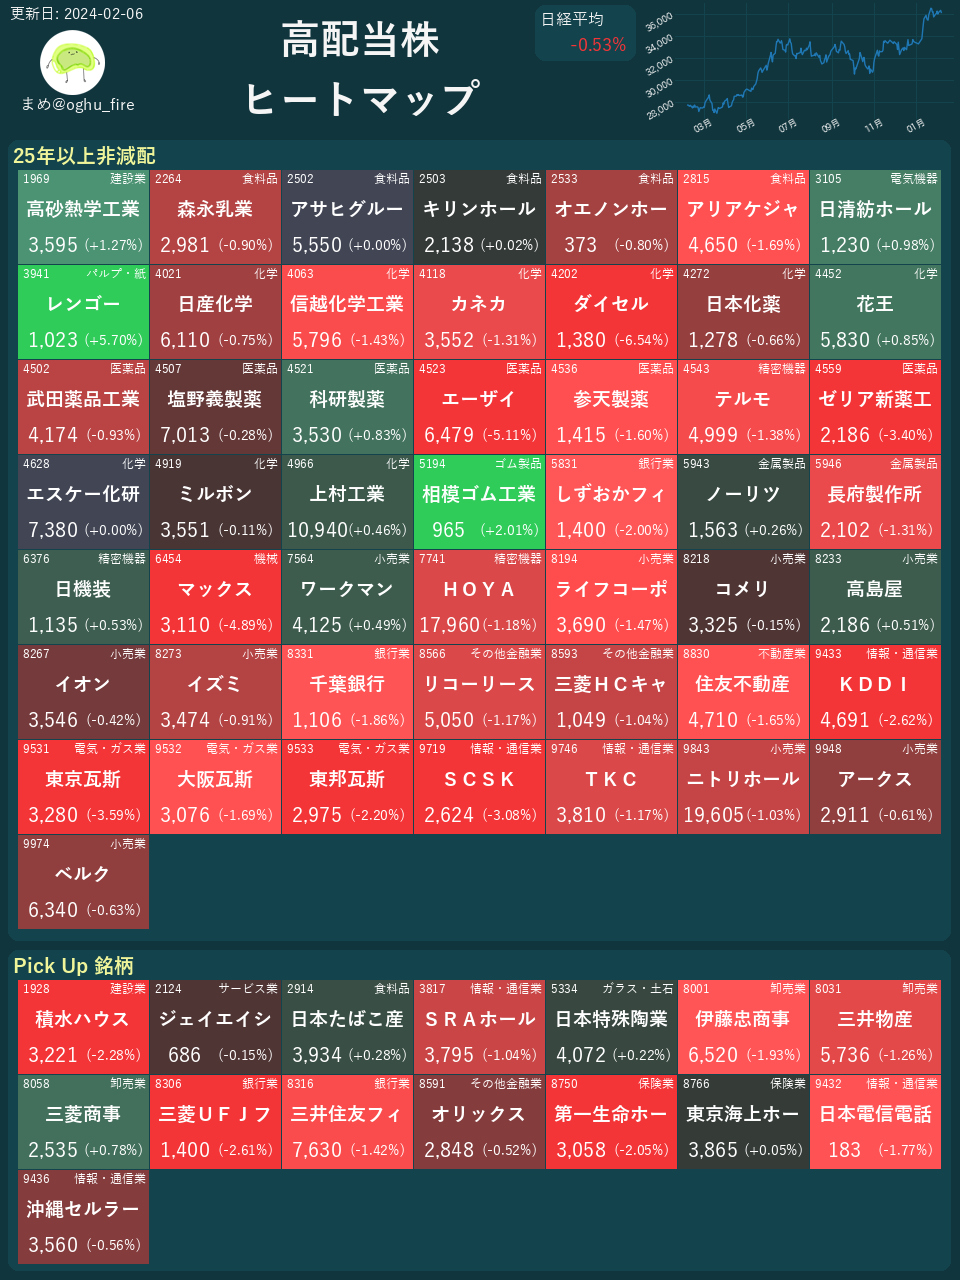 更新日: 2024-02-06
まめ@oghu_fire
高配当株
ヒートマップ
日経平均
-0.53%
36,000
34,000
32,000
30,000
28,000
03月 05月 07月 09月 11月 01月
25年以上非減配
1969 建設業 2264 食料品 2502 食料品 2503 食料品 2533 食料品 2815 食料品 3105 電気機器
高砂熱学工業 森永乳業 アサヒグルー キリンホール オエノンホー アリアケジャ 日清紡ホール
3,595 (+1.27%) 2,981 (-0.90%) 5,550 (+0.00%) 2,138 (+0.02%) 373 (-0.80%) 4,650 (-1.69%) 1,230 (+0.98%)
3941 パルプ・紙 4021 化学 4063 化学 4118 化学 4202 化学 4272 化学 4452 化学
レンゴー 日産化学 信越化学工業 カネカ ダイセル 日本化薬 花王
1,023 (+5.70%) 6,110 (-0.75%) 5,796 (-1.43%) 3,552 (-1.31%) 1,380 (-6.54%) 1,278 (-0.66%) 5,830 (+0.85%)
4502 医薬品 4507 医薬品 4521 医薬品 4523 医薬品 4536 医薬品 4543 精密機器 4559 医薬品
武田薬品工業 塩野義製薬 科研製薬 エーザイ 参天製薬 テルモ ゼリア新薬工
4,174 (-0.93%) 7,013 (-0.28%) 3,530 (+0.83%) 6,479 (-5.11%) 1,415 (-1.60%) 4,999 (-1.38%) 2,186 (-3.40%)
4628 化学 4919 化学 4966 化学 5194 ゴム製品 5831 銀行業 5943 金属製品 5946 金属製品
エスケー化研 ミルボン 上村工業 相模ゴム工業 しずおかフィ ノーリツ 長府製作所
7,380 (+0.00%) 3,551 (-0.11%) 10,940 (+0.46%) 965 (+2.01%) 1,400 (-2.00%) 1,563 (+0.26%) 2,102 (-1.31%)
6376 精密機器 6454 機械 7564 小売業 7741 精密機器 8194 小売業 8218 小売業 8233 小売業
日機装 マックス ワークマン ＨＯＹＡ ライフコーポ コメリ 高島屋
1,135 (+0.53%) 3,110 (-4.89%) 4,125 (+0.49%) 17,960 (-1.18%) 3,690 (-1.47%) 3,325 (-0.15%) 2,186 (+0.51%)
8267 小売業 8273 小売業 8331 銀行業 8566 その他金融業 8593 その他金融業 8830 不動産業 9433 情報・通信業
イオン イズミ 千葉銀行 リコーリース 三菱ＨＣキャ 住友不動産 ＫＤＤＩ
3,546 (-0.42%) 3,474 (-0.91%) 1,106 (-1.86%) 5,050 (-1.17%) 1,049 (-1.04%) 4,710 (-1.65%) 4,691 (-2.62%)
9531 電気・ガス業 9532 電気・ガス業 9533 電気・ガス業 9719 情報・通信業 9746 情報・通信業 9843 小売業 9948 小売業
東京瓦斯 大阪瓦斯 東邦瓦斯 ＳＣＳＫ ＴＫＣ ニトリホール アークス
3,280 (-3.59%) 3,076 (-1.69%) 2,975 (-2.20%) 2,624 (-3.08%) 3,810 (-1.17%) 19,605 (-1.03%) 2,911 (-0.61%)
9974 小売業
ベルク
6,340 (-0.63%)
Pick Up 銘柄
1928 建設業 2124 サービス業 2914 食料品 3817 情報・通信業 5334 ガラス・土石 8001 卸売業 8031 卸売業
積水ハウス ジェイエイシ 日本たばこ産 ＳＲＡホール 日本特殊陶業 伊藤忠商事 三井物産
3,221 (-2.28%) 686 (-0.15%) 3,934 (+0.28%) 3,795 (-1.04%) 4,072 (+0.22%) 6,520 (-1.93%) 5,736 (-1.26%)
8058 卸売業 8306 銀行業 8316 銀行業 8591 その他金融業 8750 保険業 8766 保険業 9432 情報・通信業
三菱商事 三菱ＵＦＪフ 三井住友フィ オリックス 第一生命ホー 東京海上ホー 日本電信電話
2,535 (+0.78%) 1,400 (-2.61%) 7,630 (-1.42%) 2,848 (-0.52%) 3,058 (-2.05%) 3,865 (+0.05%) 183 (-1.77%)
9436 情報・通信業
沖縄セルラー
3,560 (-0.56%)